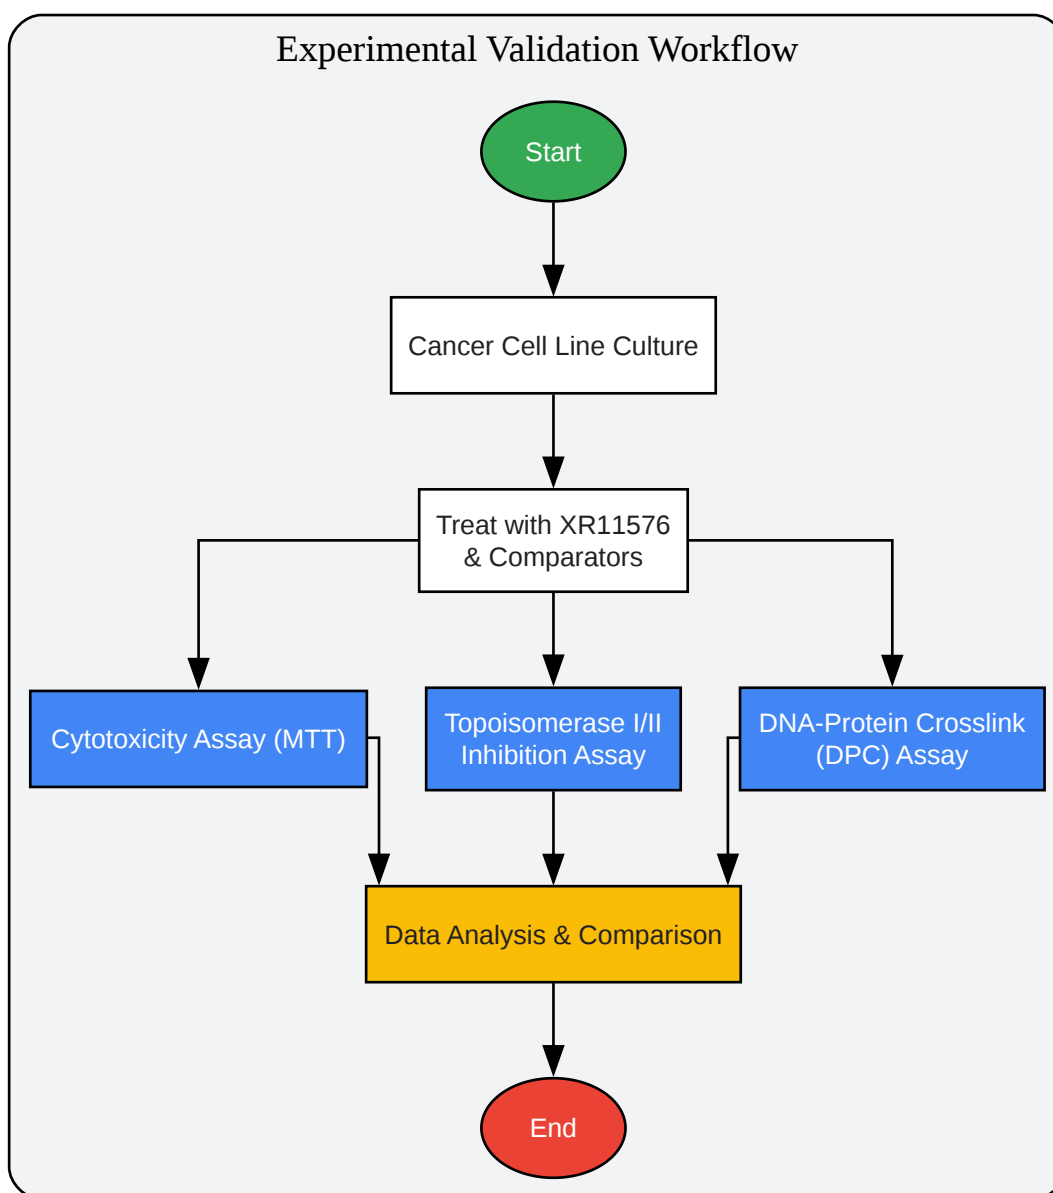 Experimental Validation Workflow
Start
Cancer Cell Line Culture
Treat with XR11576
& Comparators
Cytotoxicity Assay (MTT)
Topoisomerase I/II
Inhibition Assay
DNA-Protein Crosslink
(DPC) Assay
Data Analysis & Comparison
End